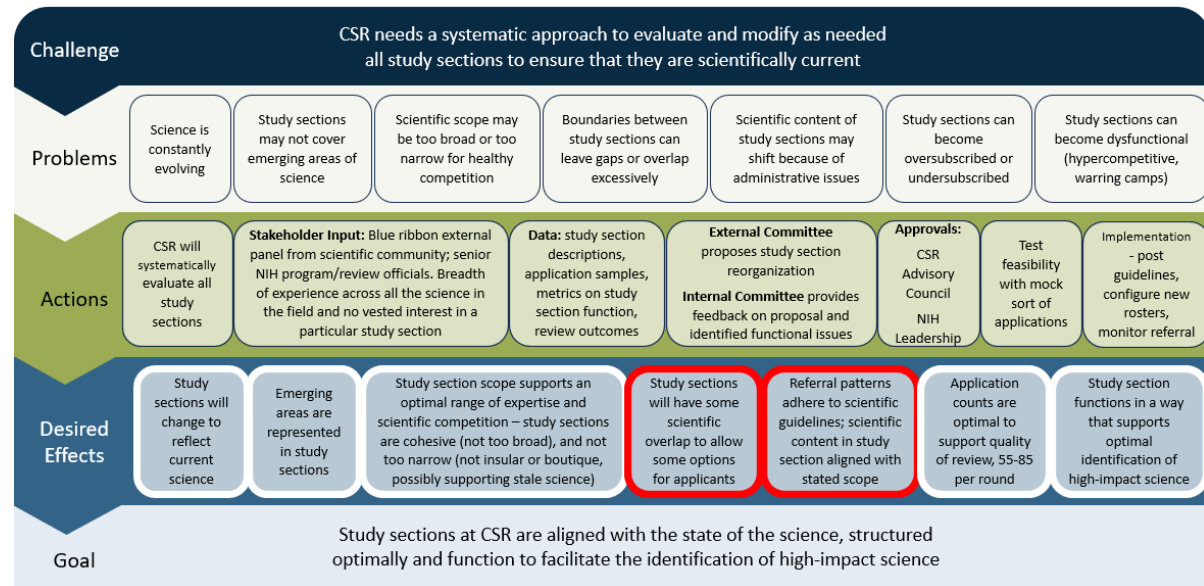 Challenge
CSR needs a systematic approach to evaluate and modify as needed
all study sections to ensure that they are scientifically current
Problems
Science is
constantly
evolving
Study sections
may not cover
emerging areas of
science
Scientific scope may
be too broad or too
narrow for healthy
competition
Boundaries between
study sections can
leave gaps or overlap
excessively
Scientific content of
study sections may
shift because of
administrative issues
Study sections can
become
oversubscribed or
undersubscribed
Study sections can
become dysfunctional
(hypercompetitive,
warring camps)
Actions
CSR will
systematically
evaluate all
study
sections
Stakeholder Input: Blue ribbon external
panel from scientific community; senior
NIH program/review officials. Breadth
of experience across all the science in
the field and no vested interest in a
particular study section
Data: study section
descriptions,
application samples,
metrics on study
section function,
review outcomes
External Committee
proposes study section
reorganization
Internal Committee provides
feedback on proposal and
identified functional issues
Approvals:
CSR
Advisory
Council
NIH
Leadership
Test
feasibility
with mock
sort of
applications
Implementation
- post
guidelines,
configure new
rosters,
monitor referral
Desired
Effects
Study
sections will
change to
reflect
current
science
Emerging
areas are
represented
in study
sections
Study section scope supports an
optimal range of expertise and
scientific competition – study sections
are cohesive (not too broad), and not
too narrow (not insular or boutique,
possibly supporting stale science)
Study sections
will have some
scientific
overlap to allow
some options
for applicants
Referral patterns
adhere to scientific
guidelines; scientific
content in study
section aligned with
stated scope
Application
counts are
optimal to
support quality
of review, 55-85
per round
Study section
functions in a way
that supports
optimal
identification of
high-impact science
Goal
Study sections at CSR are aligned with the state of the science, structured
optimally and function to facilitate the identification of high-impact science